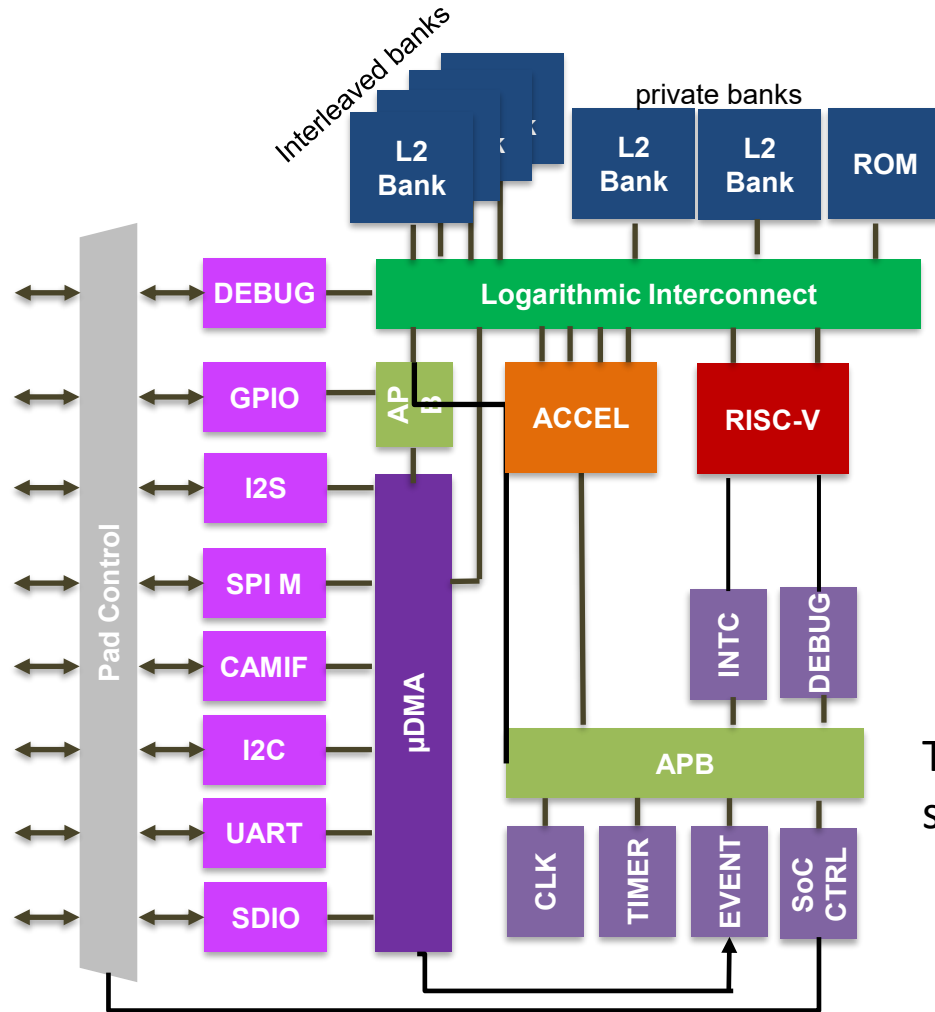 Interleaved banks
private banks
L2
Bank
k
k
L2
Bank
L2
Bank
ROM
DEBUG
Logarithmic Interconnect
GPIO
AP
B
ACCEL
RISC-V
I2S
SPI M
Pad Control
CAMIF
µDMA
INTC
DEBUG
I2C
APB
T
s
UART
CLK
TIMER
EVENT
SoC
CTRL
SDIO